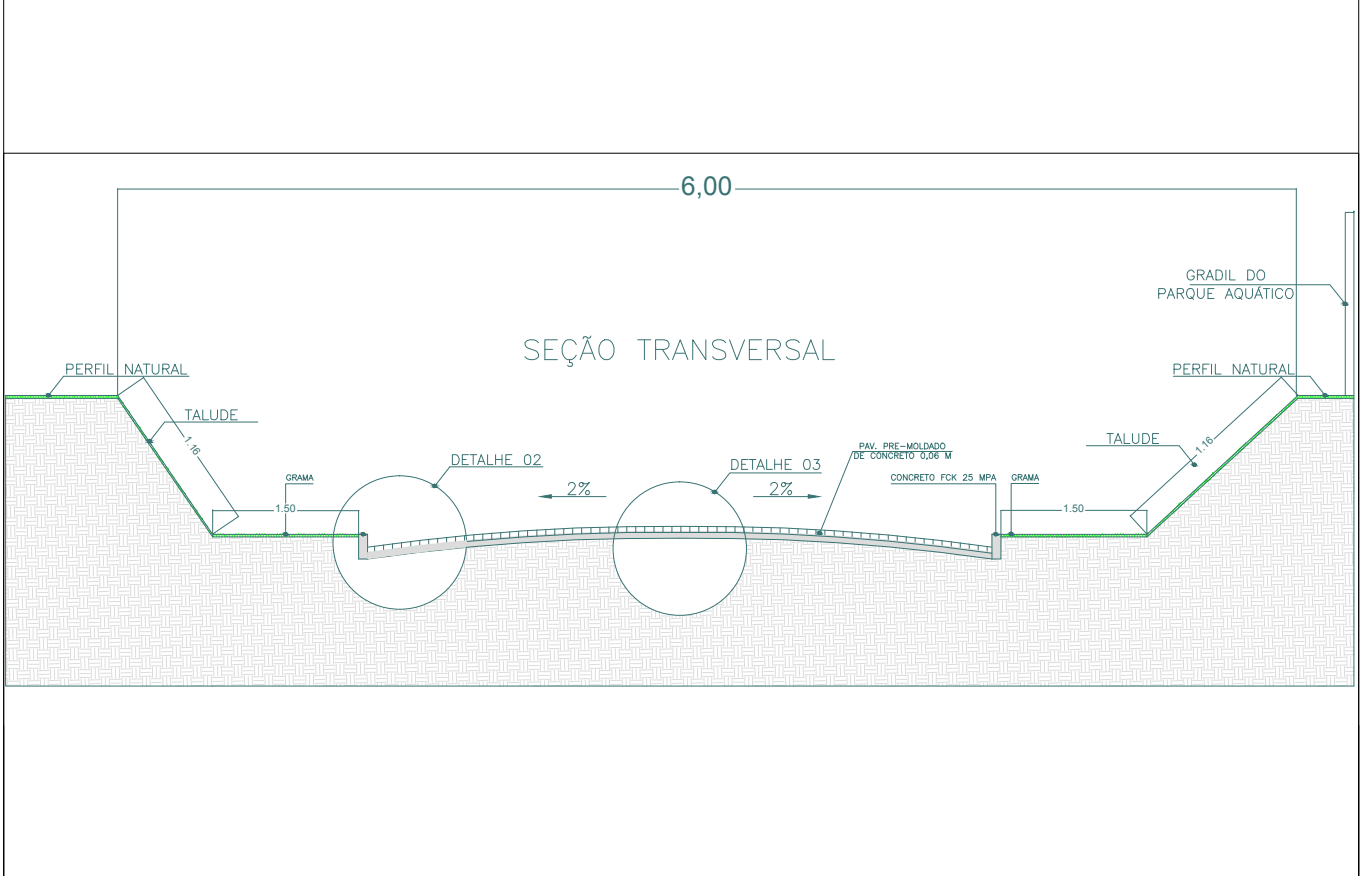 6,00
GRADIL DO
PARQUE AQUÁTICO
SEÇÃO TRANSVERSAL
PERFIL NATURAL
PERFIL NATURAL
TALUDE
1.16
TALUDE
1.16
PAV. PRE-MOLDADO
DE CONCRETO 0,06 M
DETALHE 02
DETALHE 03
GRAMA
2%
2%
CONCRETO FCK 25 MPA
GRAMA
1.50
1.50